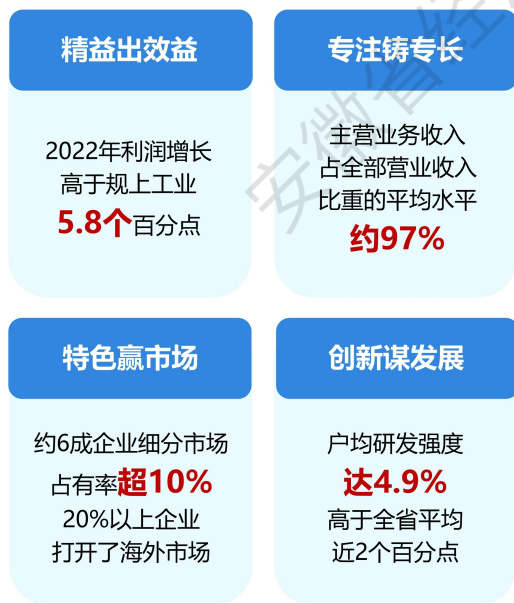 精益出效益
2022年利润增长
高于规上工业
5.8个百分点
专注铸专长
主营业务收入
占全部营业收入
比重的平均水平
约97%
特色赢市场
约6成企业细分市场
占有率超10%
20%以上企业
打开了海外市场
创新谋发展
户均研发强度
达4.9%
高于全省平均
近2个百分点
安徽省经